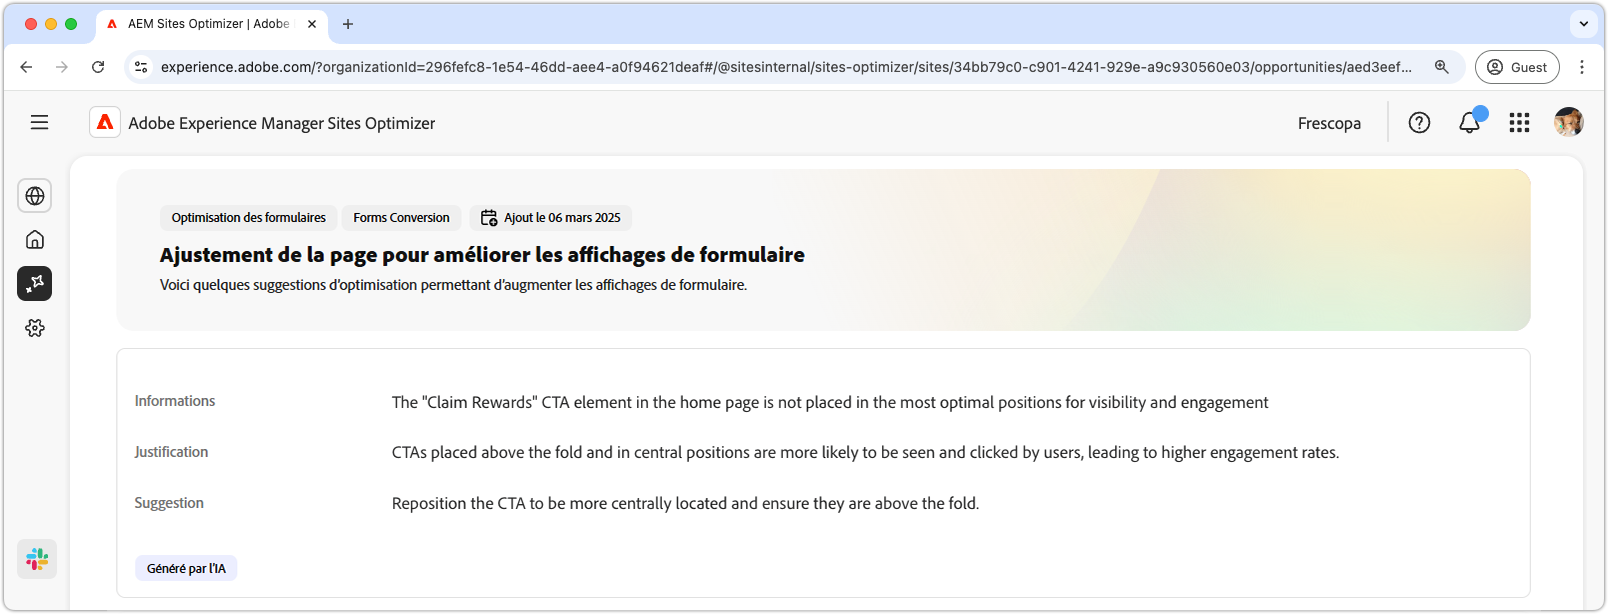 AEM Sites Optimizer | Adobe
experience.adobe.com/?organizationId=296fefc8-1e54-46dd-aee4-a0f94621deaf#/@sitesinternal/sites-optimizer/sites/34bb79c0-c901-4241-929e-a9c930560e03/opportunities/aed3eef...
Guest
Adobe Experience Manager Sites Optimizer
Frescopa
Optimisation des formulaires
Forms Conversion
Ajout le 06 mars 2025
Ajustement de la page pour améliorer les affichages de formulaire
Voici quelques suggestions d'optimisation permettant d'augmenter les affichages de formulaire.
Informations
The "Claim Rewards" CTA element in the home page is not placed in the most optimal positions for visibility and engagement
Justification
CTAs placed above the fold and in central positions are more likely to be seen and clicked by users, leading to higher engagement rates.
Suggestion
Reposition the CTA to be more centrally located and ensure they are above the fold.
Généré par l'IA